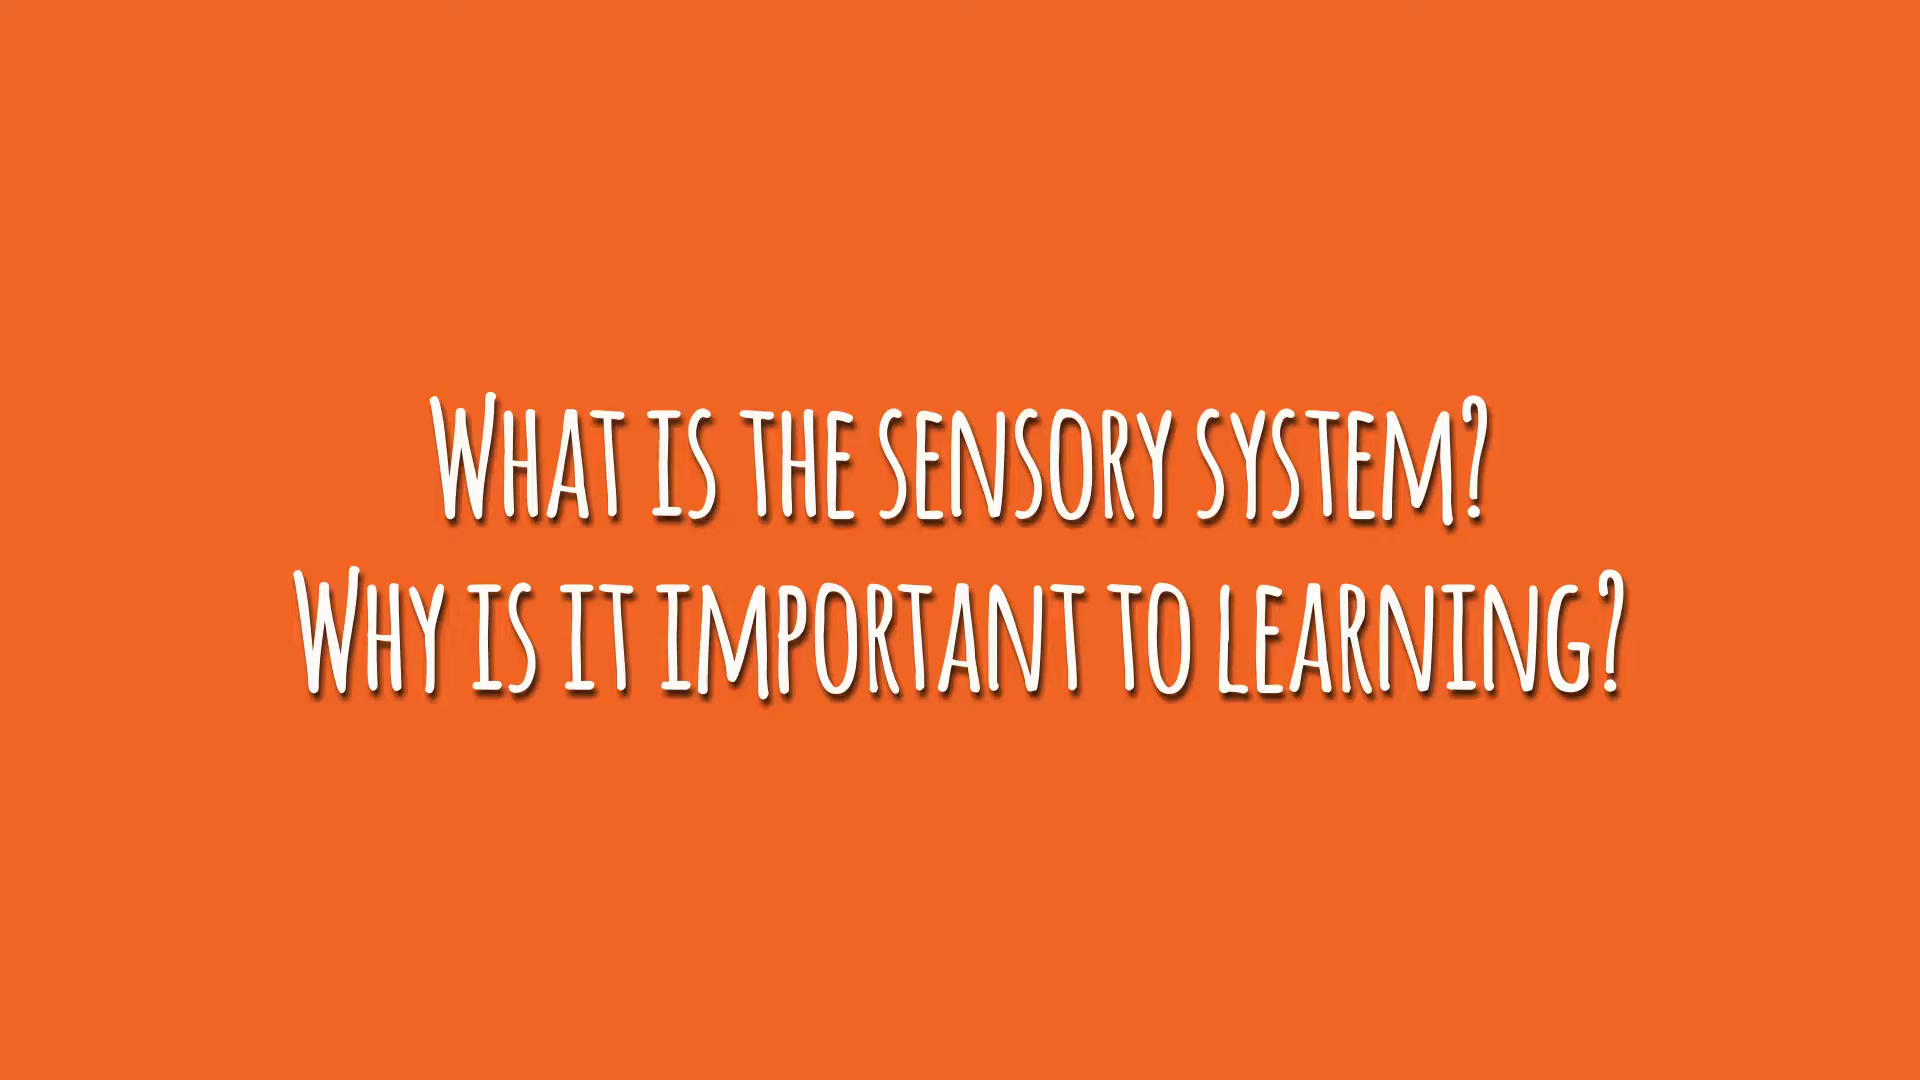 What is the sensory system?
Why is it important to learning?